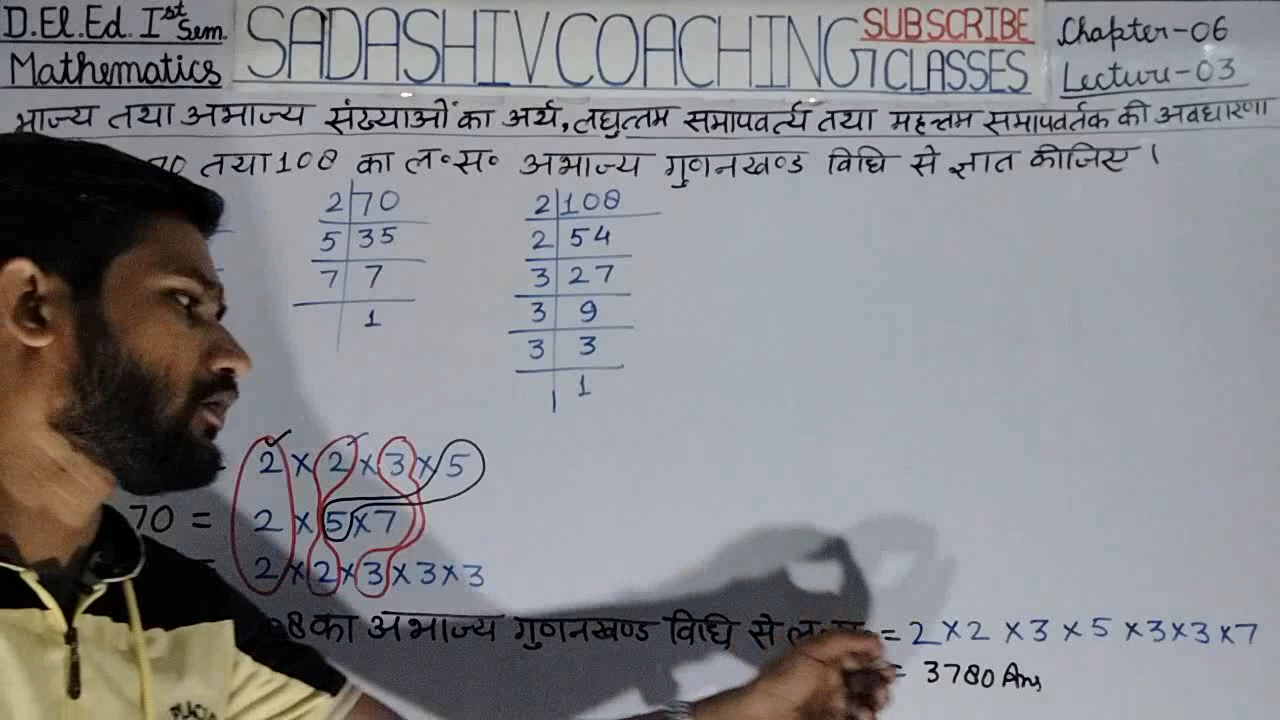 D.El.Ed. Ist Sem.
Mathematics
SADASHIV COACHING CLASSES
SUBSCRIBE
Chapter-06
Lecture-03
भाज्य तथा अभाज्य संख्याओं का अर्थ, लघुत्तम समापवर्त्य तथा महत्तम समापवर्तक की अवधारणा
70 तथा 108 का ल॰स॰ अभाज्य गुणनखण्ड विधि से ज्ञात कीजिए।
2 70
5 35
7 7
1
2 108
2 54
3 27
3 9
3 3
1
2 × 2 × 3 × 5
70 = 2 × 5 × 7
= 2 × 2 × 3 × 3 × 3
8 का अभाज्य गुणनखण्ड विधि से = 2 × 2 × 3 × 5 × 3 × 3 × 7
= 3780 Ans